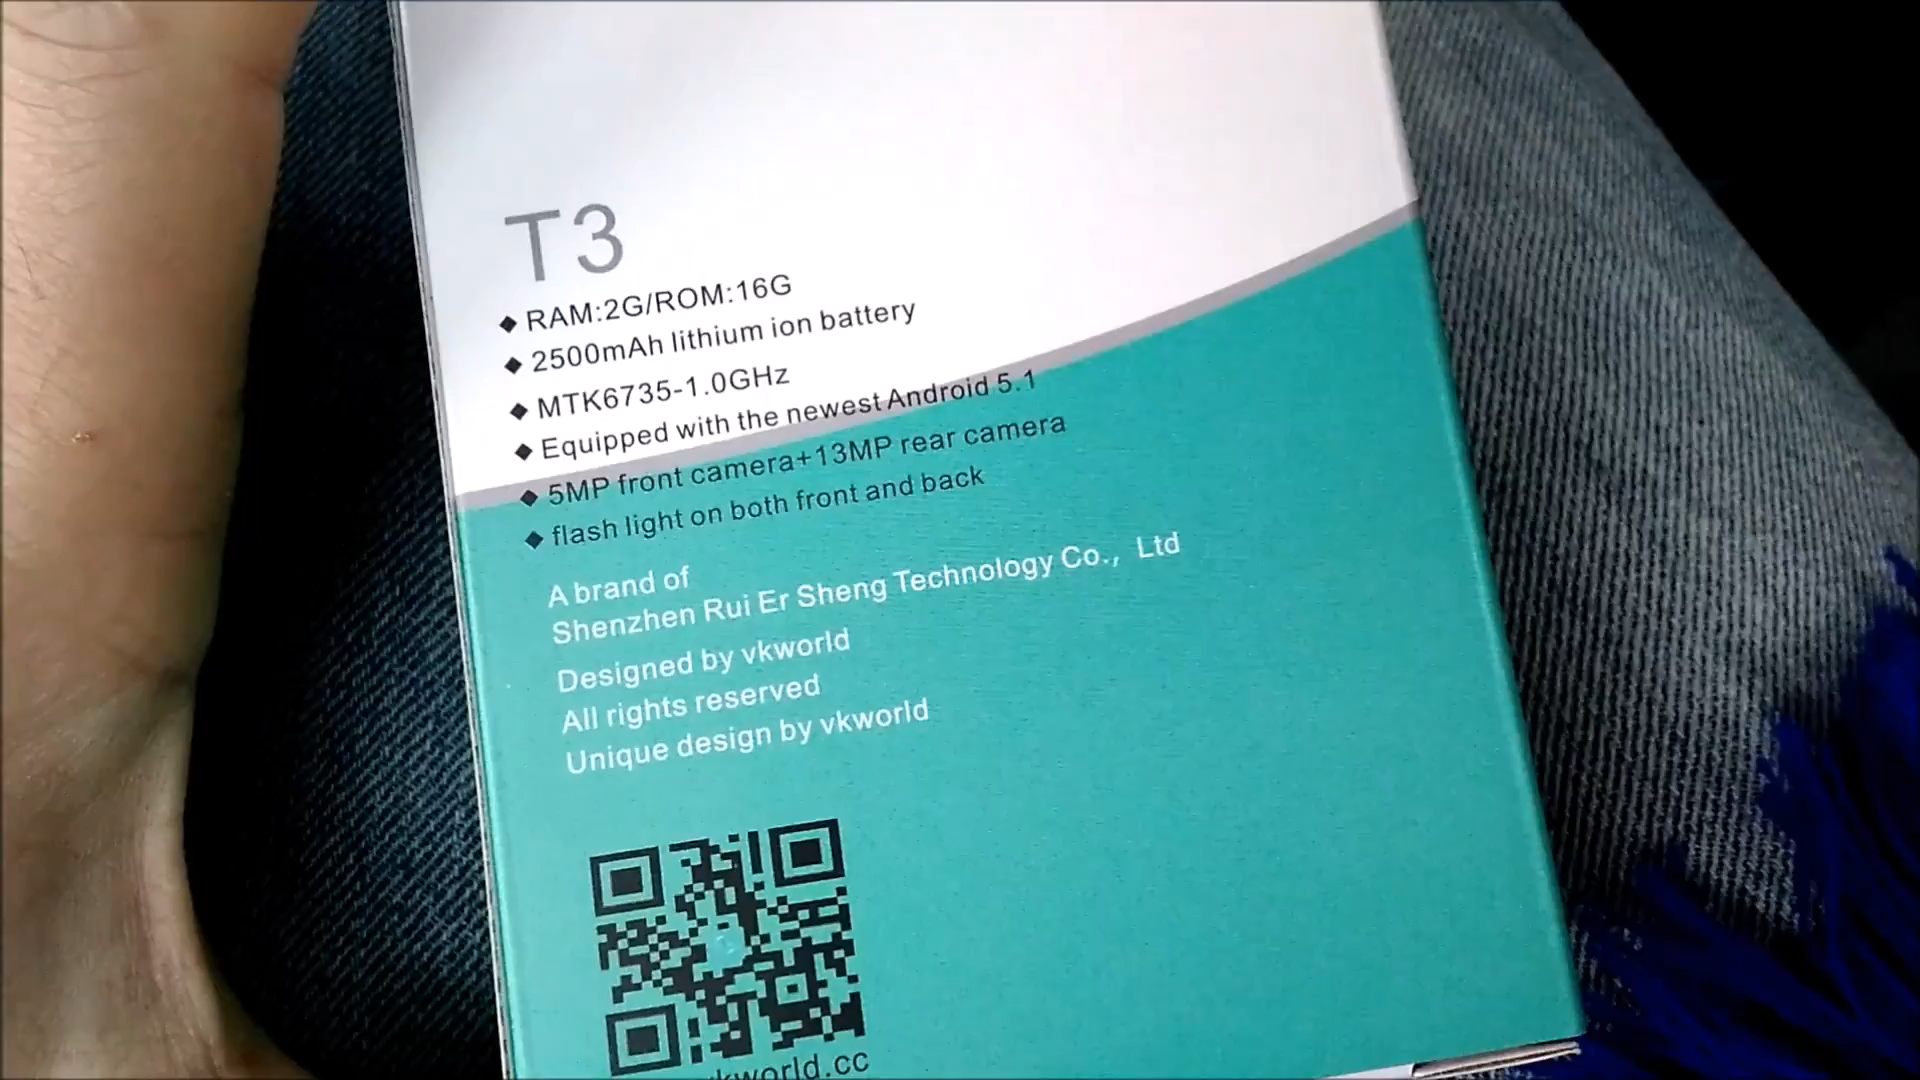 T3
◆ RAM:2G/ROM:16G
◆ 2500mAh lithium ion battery
◆ MTK6735-1.0GHz
◆ Equipped with the newest Android 5.1
◆ 5MP front camera+13MP rear camera
◆ flash light on both front and back
A brand of
Shenzhen Rui Er Sheng Technology Co., Ltd
Designed by vkworld
All rights reserved
Unique design by vkworld
kworld.cc